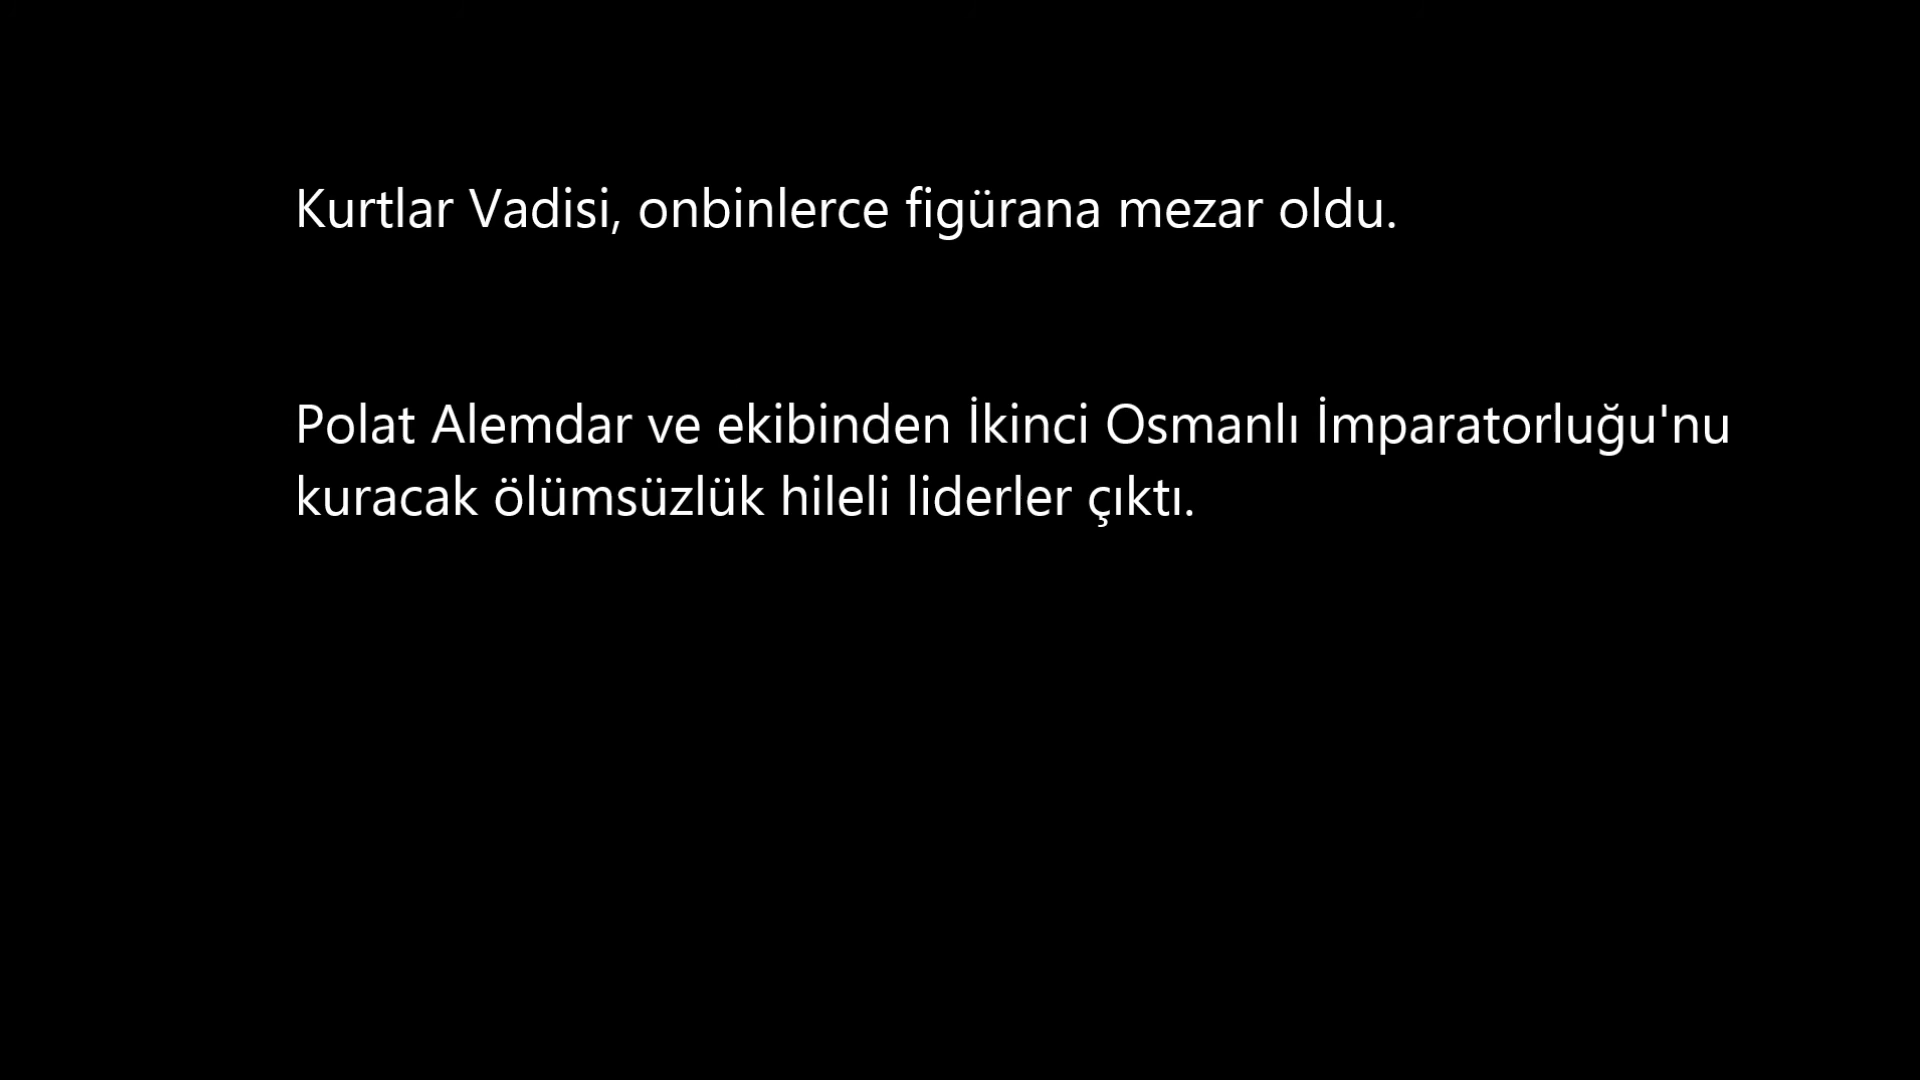 Kurtlar Vadisi, onbinlerce figürana mezar oldu.
Polat Alemdar ve ekibinden İkinci Osmanlı İmparatorluğu'nu
kuracak ölümsüzlük hileli liderler çıktı.